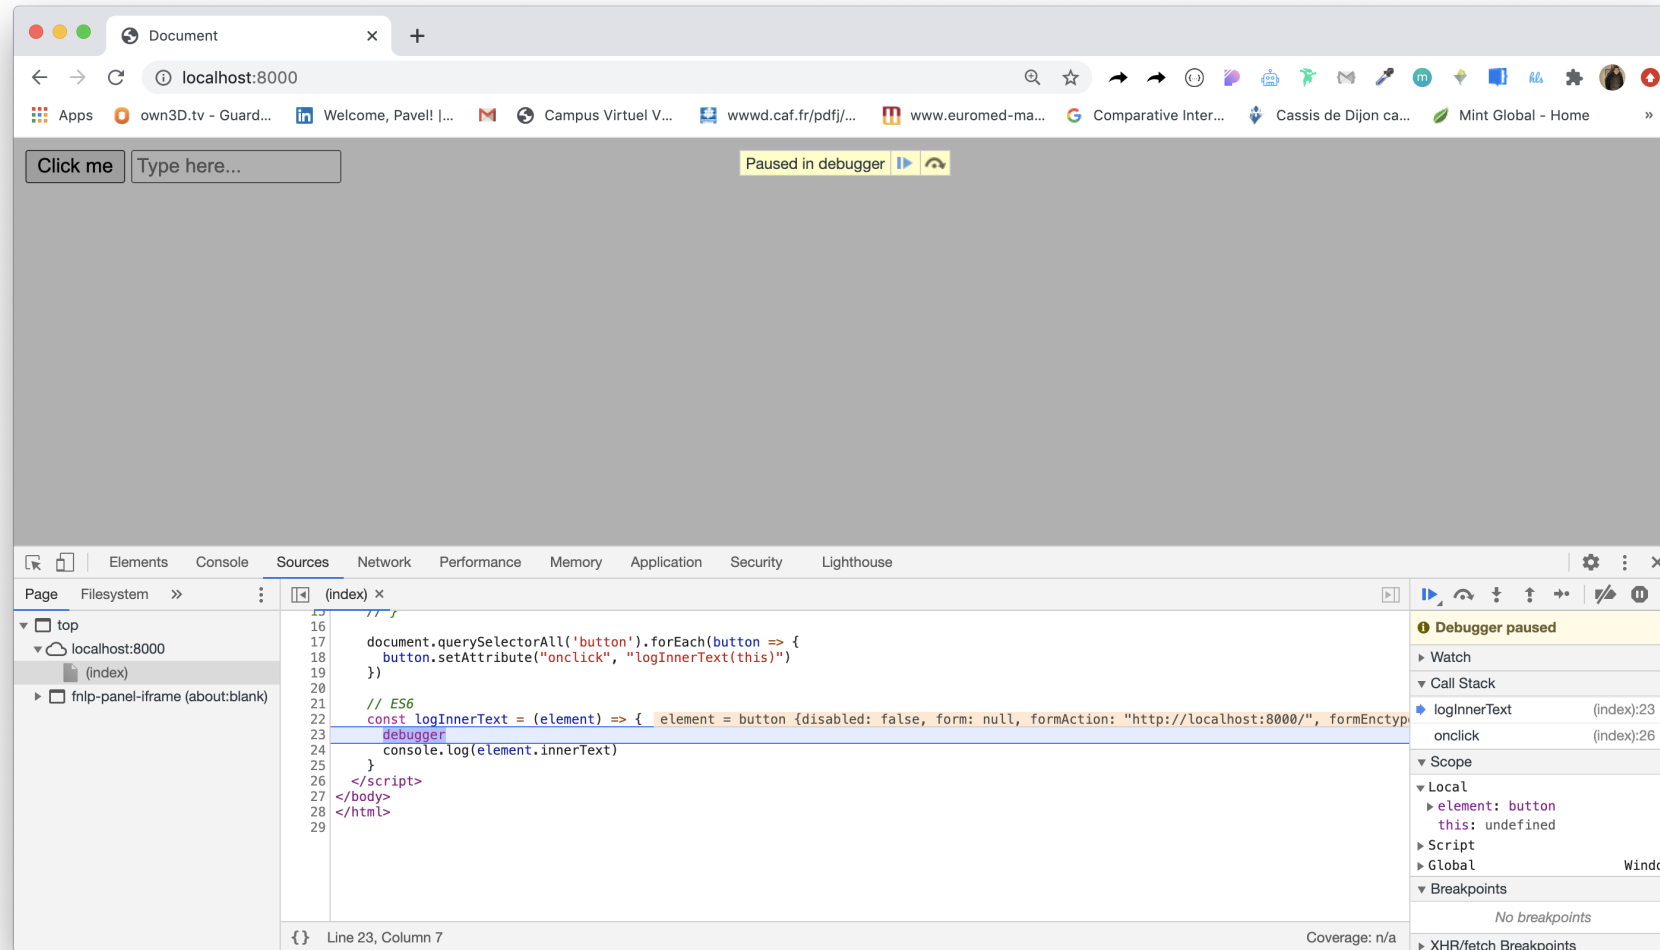 Document
localhost:8000
Apps own3D.tv - Guard... Welcome, Pavel! |... Campus Virtuel V... wwwd.caf.fr/pdfj/... www.euromed-ma... Comparative Inter... Cassis de Dijon ca... Mint Global - Home »
Click me Type here... Paused in debugger
Elements Console Sources Network Performance Memory Application Security Lighthouse
Page Filesystem » (index)
top
localhost:8000
(index)
fnlp-panel-iframe (about:blank)
15 // }
16
17 document.querySelectorAll('button').forEach(button => {
18 button.setAttribute("onclick", "logInnerText(this)")
19 })
20
21 // ES6
22 const logInnerText = (element) => { element = button {disabled: false, form: null, formAction: "http://localhost:8000/", formEnctype
23 debugger
24 console.log(element.innerText)
25 }
26 </script>
27 </body>
28 </html>
29
{} Line 23, Column 7 Coverage: n/a
Debugger paused
Watch
Call Stack
logInnerText (index):23
onclick (index):26
Scope
Local
element: button
this: undefined
Script
Global Windo
Breakpoints
No breakpoints
XHR/fetch Breakpoints